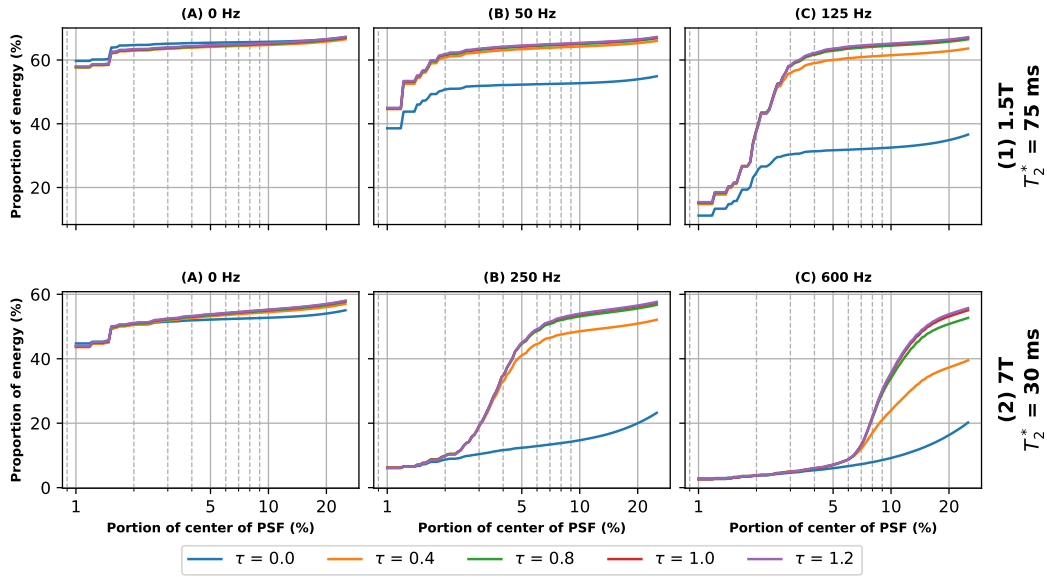 (A) 0 Hz
(B) 50 Hz
(C) 125 Hz
Proportion of energy (%)
60
40
20
(1) 1.5T
T₂* = 75 ms
(A) 0 Hz
(B) 250 Hz
(C) 600 Hz
Proportion of energy (%)
60
40
20
0
(2) 7T
T₂* = 30 ms
1 5 10 20
1 5 10 20
1 5 10 20
Portion of center of PSF (%)
Portion of center of PSF (%)
Portion of center of PSF (%)
τ = 0.0 τ = 0.4 τ = 0.8 τ = 1.0 τ = 1.2